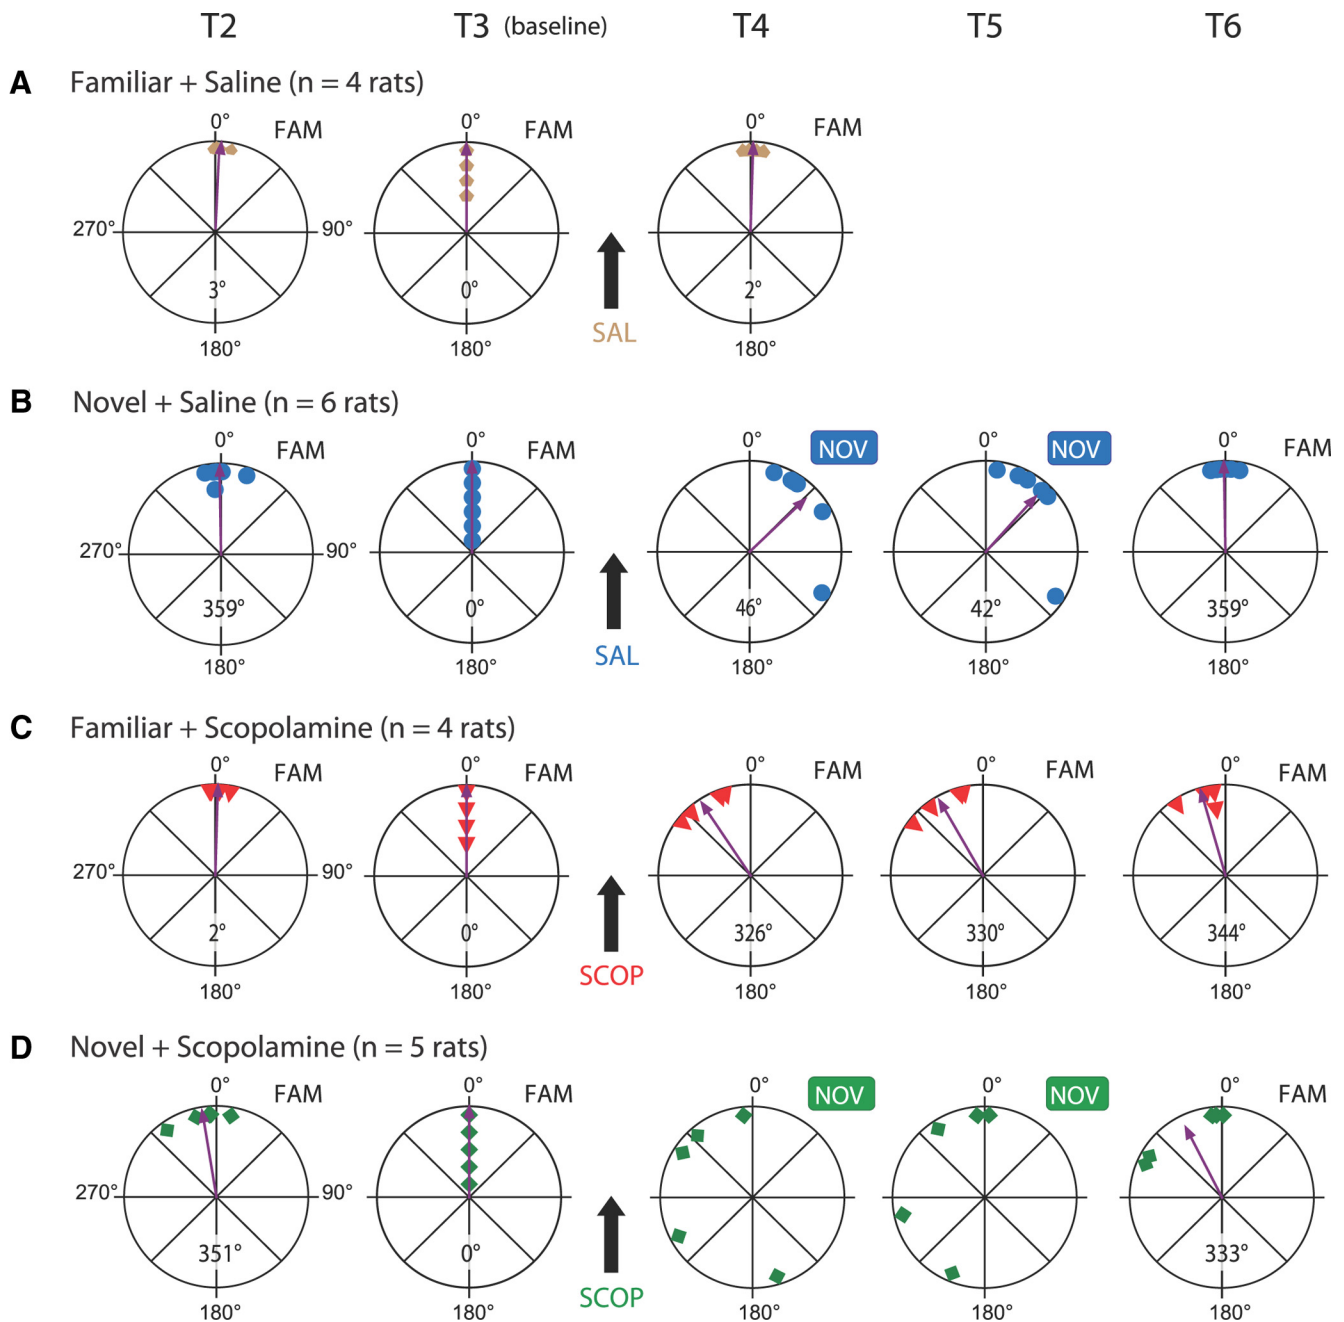 T2 T3 (baseline) T4 T5 T6
A Familiar + Saline (n = 4 rats)
0° FAM 0° FAM 0° FAM
270° 90°
3° 0° 2°
SAL
180° 180° 180°
B Novel + Saline (n = 6 rats)
0° FAM 0° FAM 0° NOV 0° NOV 0° FAM
270° 90°
359° 0° 46° 42° 359°
SAL
180° 180° 180° 180° 180°
C Familiar + Scopolamine (n = 4 rats)
0° FAM 0° FAM 0° FAM 0° FAM 0° FAM
270° 90°
2° 0° 326° 330° 344°
SCOP
180° 180° 180° 180° 180°
D Novel + Scopolamine (n = 5 rats)
0° FAM 0° FAM 0° NOV 0° NOV 0° FAM
270° 90°
351° 0° 333°
SCOP
180° 180° 180° 180° 180°